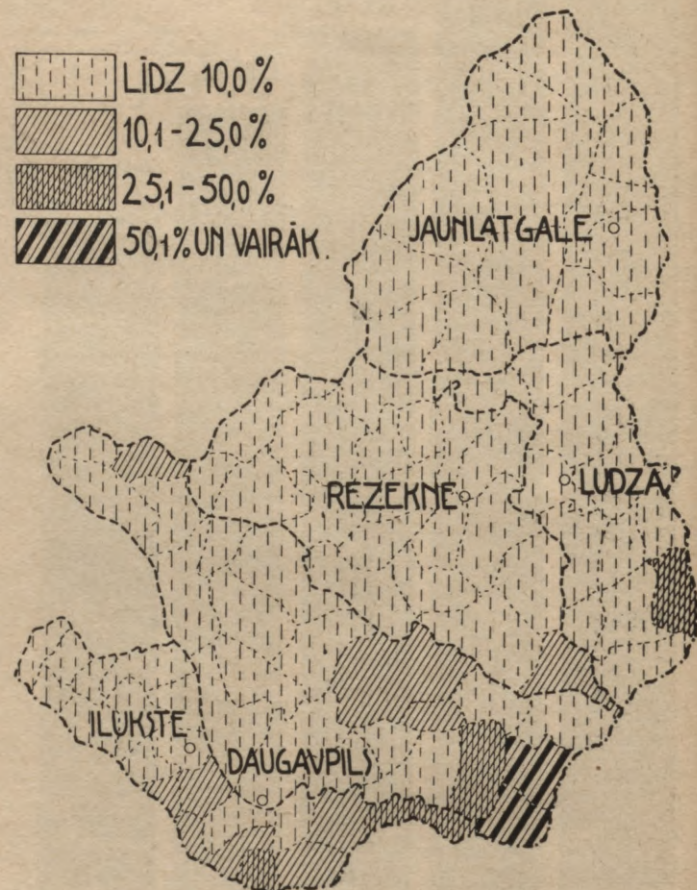 LĪDZ 10,0 %
10,1 - 25,0 %
25,1 - 50,0 %
50,1 % UN VAIRĀK.
JAUNLATGALE
REZEKNE
LUDZĀ
ILUKSTE
DAUGAVPILS